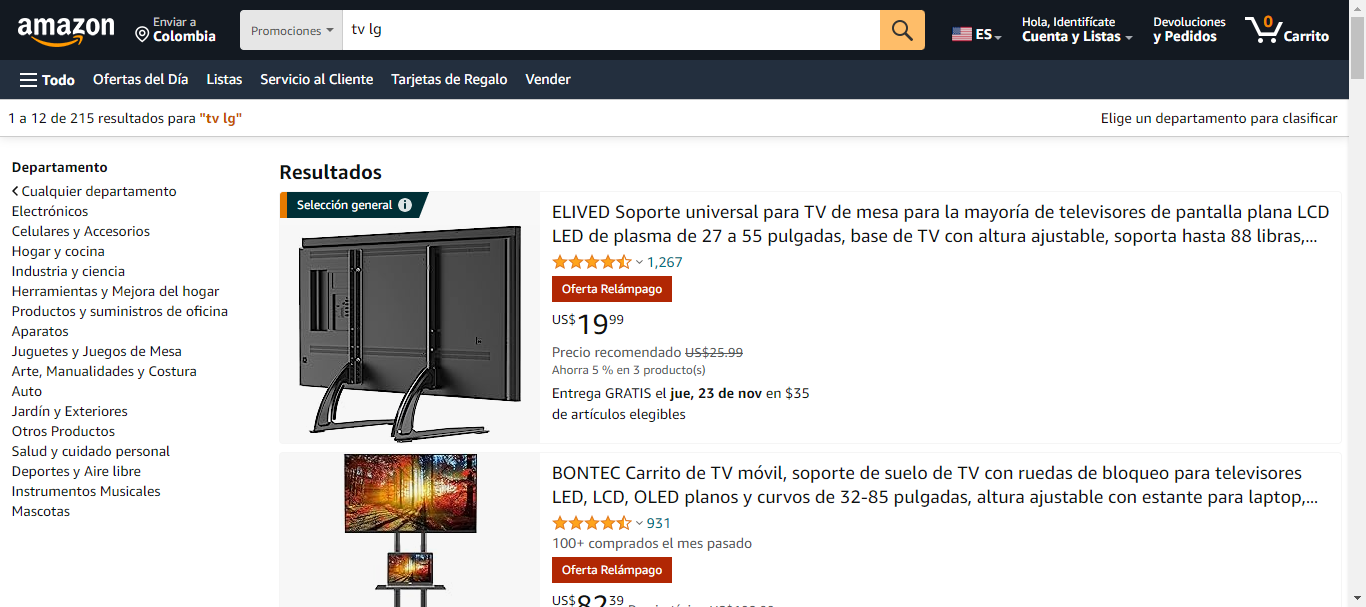 amazon
Enviar a
Colombia
Promociones
tv lg
ES
Hola, Identifícate
Cuenta y Listas
Devoluciones
y Pedidos
0
Carrito
Todo
Ofertas del Día
Listas
Servicio al Cliente
Tarjetas de Regalo
Vender
1 a 12 de 215 resultados para "tv lg"
Elige un departamento para clasificar
Departamento
Cualquier departamento
Electrónicos
Celulares y Accesorios
Hogar y cocina
Industria y ciencia
Herramientas y Mejora del hogar
Productos y suministros de oficina
Aparatos
Juguetes y Juegos de Mesa
Arte, Manualidades y Costura
Auto
Jardín y Exteriores
Otros Productos
Salud y cuidado personal
Deportes y Aire libre
Instrumentos Musicales
Mascotas
Resultados
Selección general
ELIVED Soporte universal para TV de mesa para la mayoría de televisores de pantalla plana LCD
LED de plasma de 27 a 55 pulgadas, base de TV con altura ajustable, soporta hasta 88 libras,...
1,267
Oferta Relámpago
US$19.99
Precio recomendado US$25.99
Ahorra 5 % en 3 producto(s)
Entrega GRATIS el jue, 23 de nov en $35
de artículos elegibles
BONTEC Carrito de TV móvil, soporte de suelo de TV con ruedas de bloqueo para televisores
LED, LCD, OLED planos y curvos de 32-85 pulgadas, altura ajustable con estante para laptop,...
931
100+ comprados el mes pasado
Oferta Relámpago
US$82.39